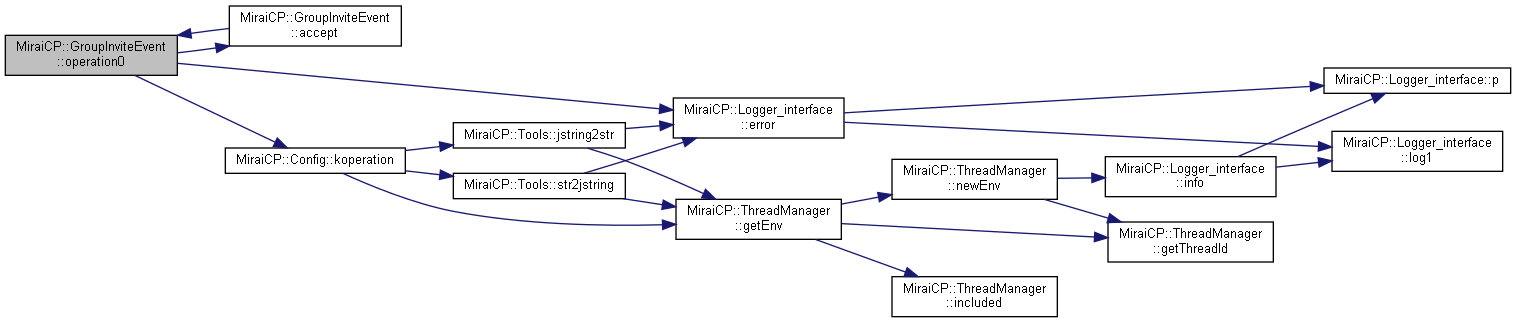 MiraiCP::GroupInviteEvent
::operation0
MiraiCP::GroupInviteEvent
::accept
MiraiCP::Config::koperation
MiraiCP::Tools::jstring2str
MiraiCP::Tools::str2jstring
MiraiCP::Logger_interface
::error
MiraiCP::ThreadManager
::getEnv
MiraiCP::ThreadManager
::newEnv
MiraiCP::ThreadManager
::included
MiraiCP::Logger_interface
::info
MiraiCP::ThreadManager
::getThreadId
MiraiCP::Logger_interface::p
MiraiCP::Logger_interface
::log1